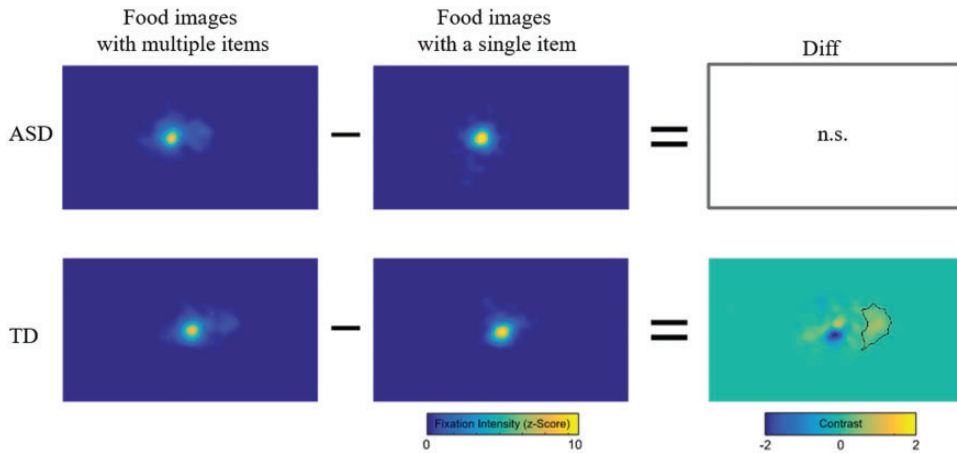 Food images
with multiple items
Food images
with a single item
Diff
ASD
n.s.
TD
Fixation Intensity (z-Score)
0
10
Contrast
-2
0
2